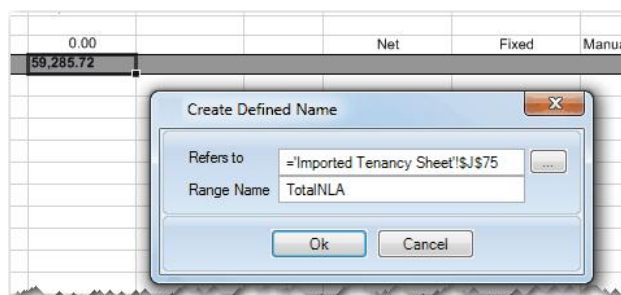 0.00 Net Fixed Manua
59,285.72
Create Defined Name
Refers to ='Imported Tenancy Sheet'!$J$75 ...
Range Name TotalNLA
Ok Cancel